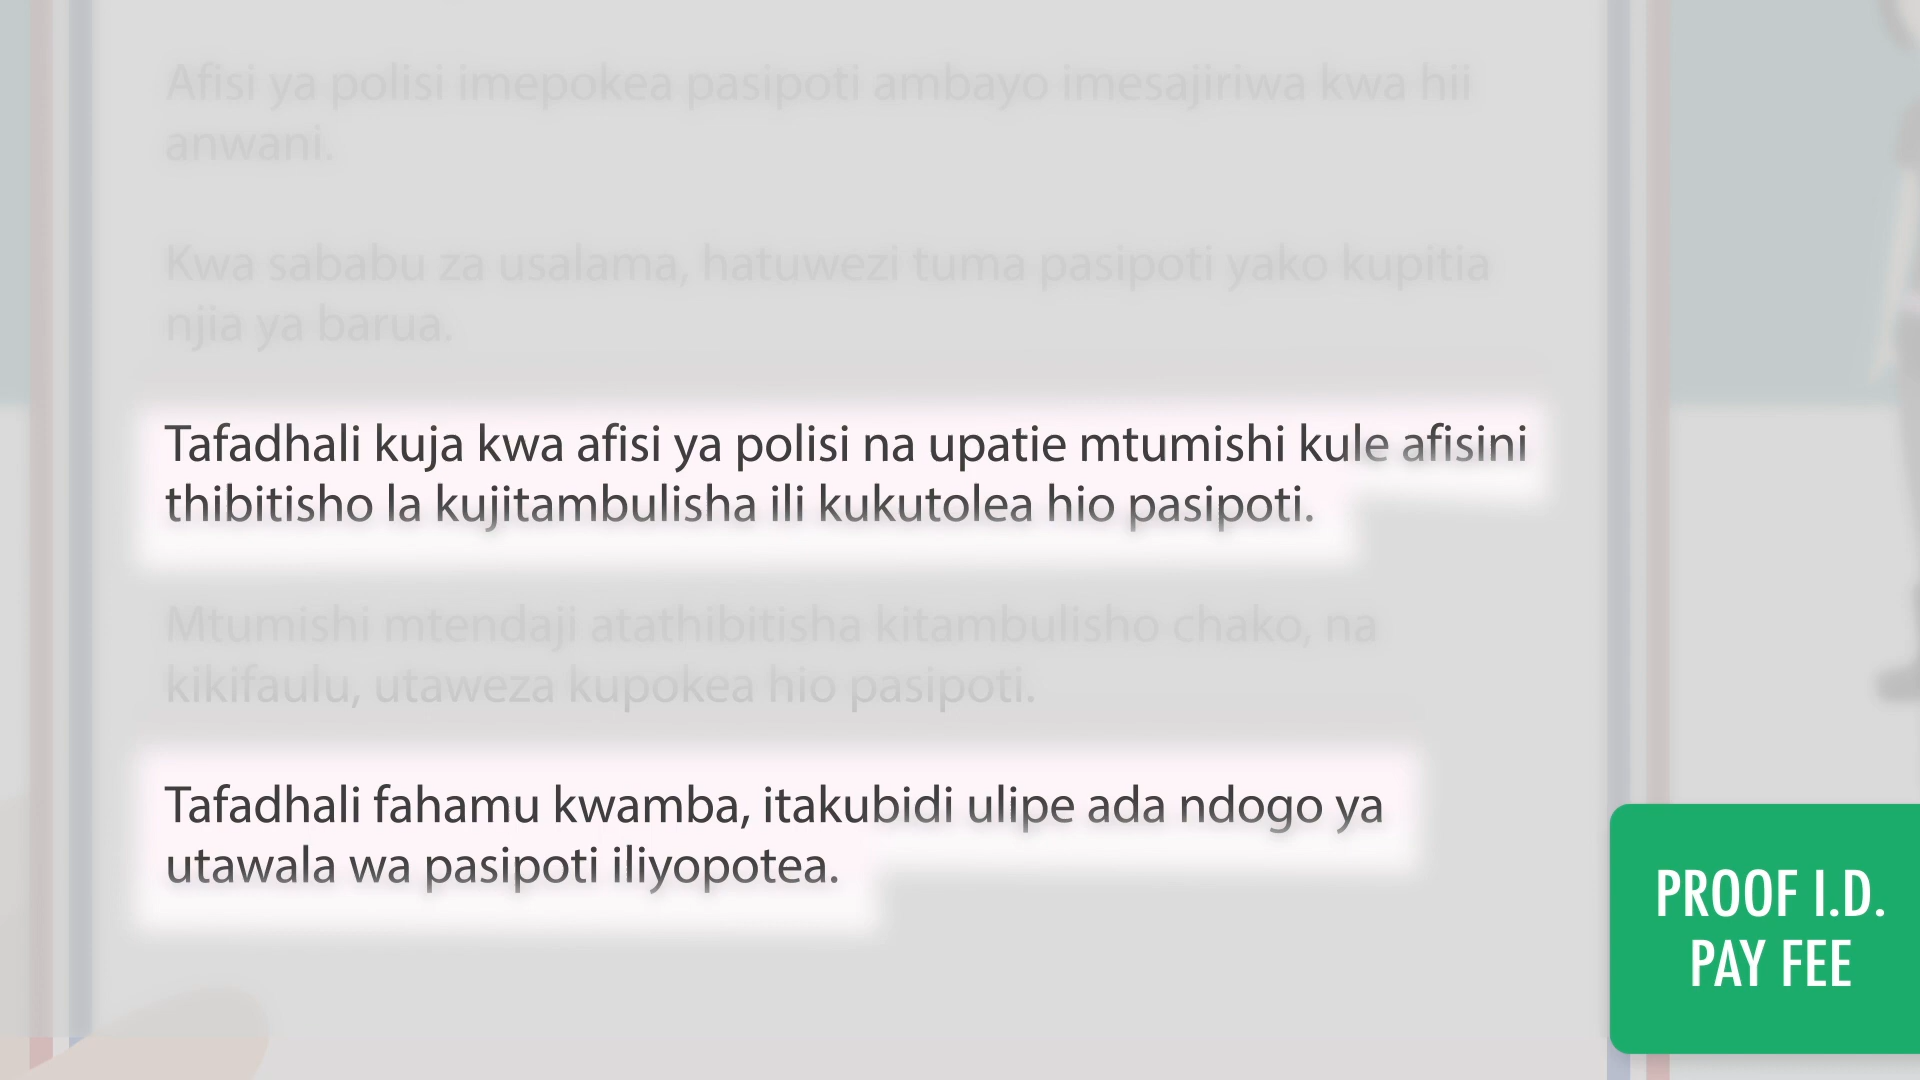 Afisi ya polisi imepokea pasipoti ambayo imesajiriwa kwa hii
anwani.
Kwa sababu za usalama, hatuwezi tuma pasipoti yako kupitia
njia ya barua.
Tafadhali kuja kwa afisi ya polisi na upatie mtumishi kule afisini
thibitisho la kujitambulisha ili kukutolea hio pasipoti.
Mtumishi mtendaji atathibitisha kitambulisho chako, na
kikifaulu, utaweza kupokea hio pasipoti.
Tafadhali fahamu kwamba, itakubidi ulipe ada ndogo ya
utawala wa pasipoti iliyopotea.
PROOF I.D.
PAY FEE